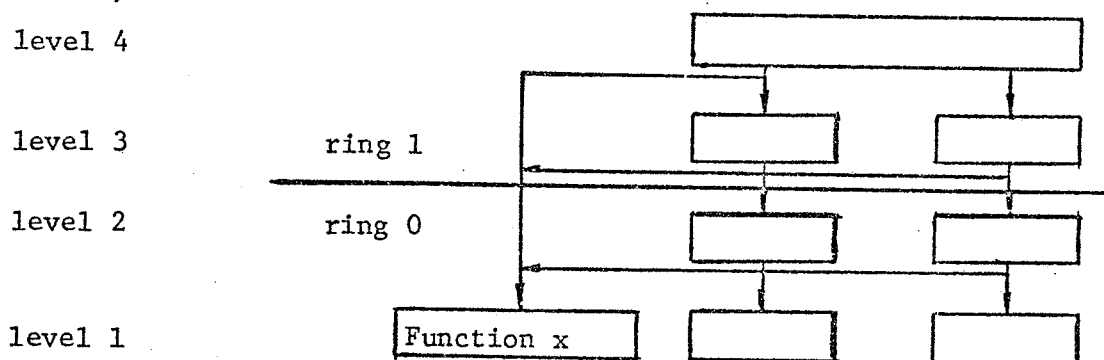 level 4
level 3 ring 1
level 2 ring 0
level 1 Function x